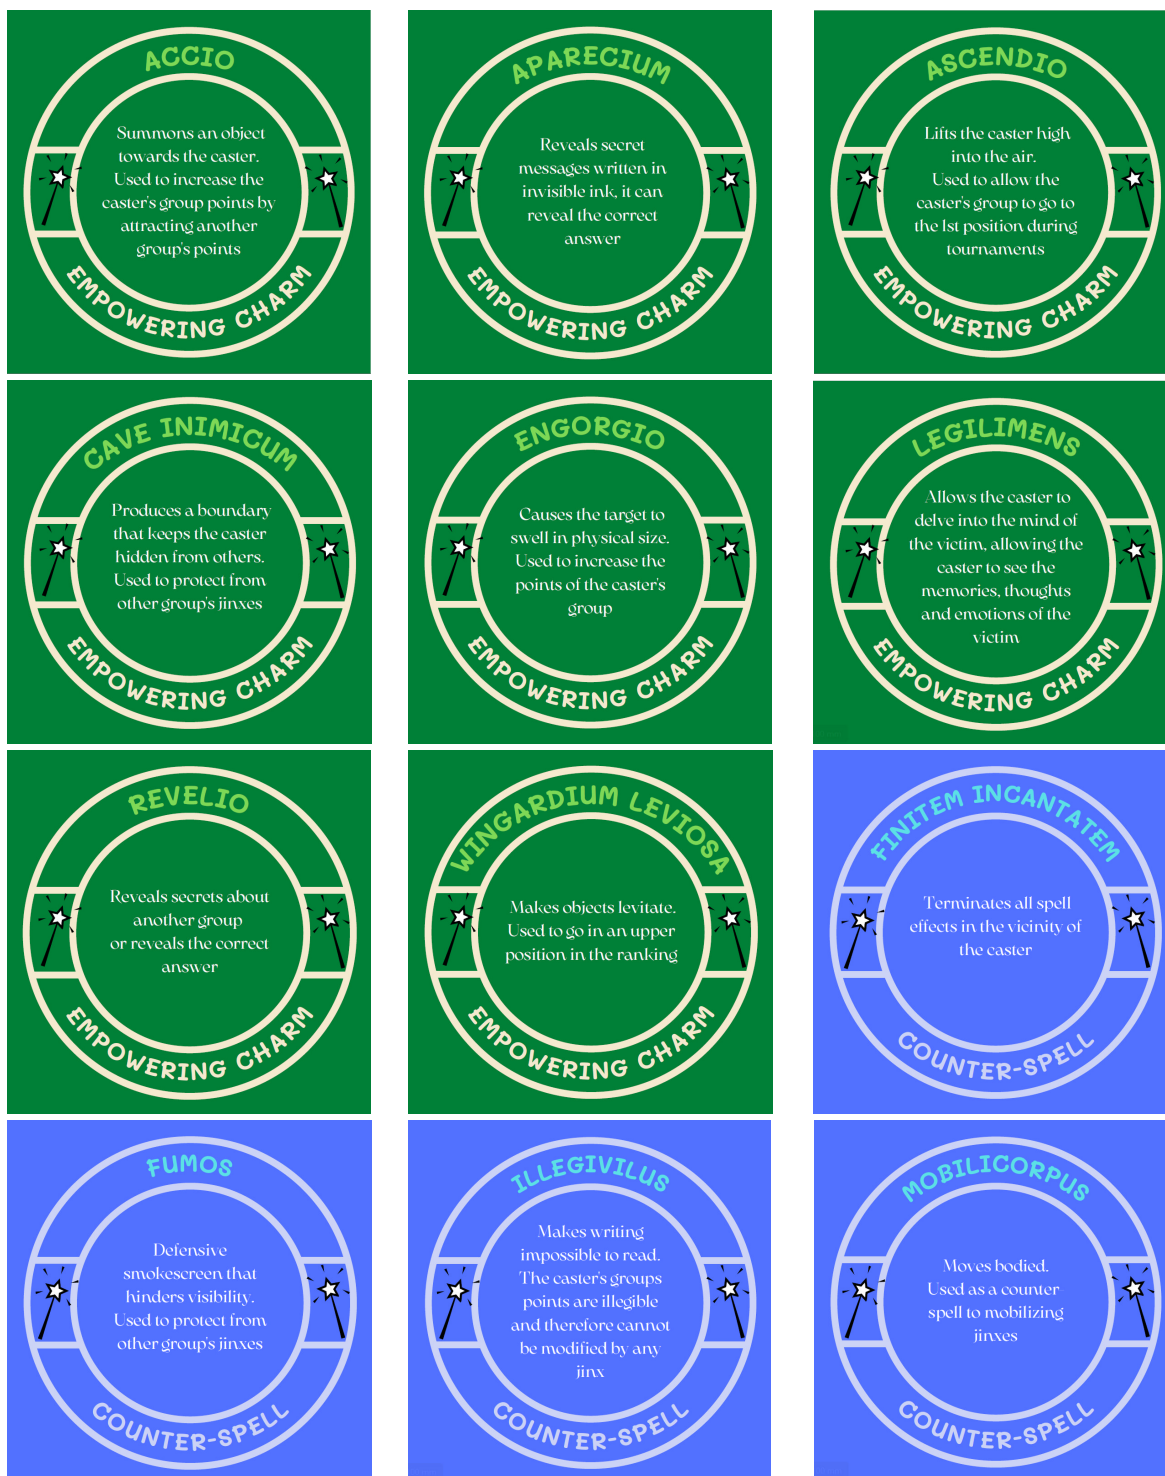 ACCIO
Summons an object
towards the caster.
Used to increase the
caster's group points by
attracting another
group's points
EMPOWERING CHARM
APARECIUM
Reveals secret
messages written in
invisible ink, it can
reveal the correct
answer
EMPOWERING CHARM
ASCENDIO
Lifts the caster high
into the air.
Used to allow the
caster's group to go to
the 1st position during
tournaments
EMPOWERING CHARM
CAVE INIMICUM
Produces a boundary
that keeps the caster
hidden from others.
Used to protect from
other group's jinxes
EMPOWERING CHARM
ENGORGIO
Causes the target to
swell in physical size.
Used to increase the
points of the caster's
group
EMPOWERING CHARM
LEGILIMENS
Allows the caster to
delve into the mind of
the victim, allowing the
caster to see the
memories, thoughts
and emotions of the
victim
EMPOWERING CHARM
REVELIO
Reveals secrets about
another group
or reveals the correct
answer
EMPOWERING CHARM
WINGARDIUM LEVIOSA
Makes objects levitate.
Used to go in an upper
position in the ranking
EMPOWERING CHARM
FINITEM INCANTATEM
Terminates all spell
effects in the vicinity of
the caster
COUNTER-SPELL
FUMOS
Defensive
smokescreen that
hinders visibility.
Used to protect from
other group's jinxes
COUNTER-SPELL
ILLEGIVILUS
Makes writing
impossible to read.
The caster's groups
points are illegible
and therefore cannot
be modified by any
jinx
COUNTER-SPELL
MOBILICORPUS
Moves bodied.
Used as a counter
spell to mobilizing
jinxes
COUNTER-SPELL